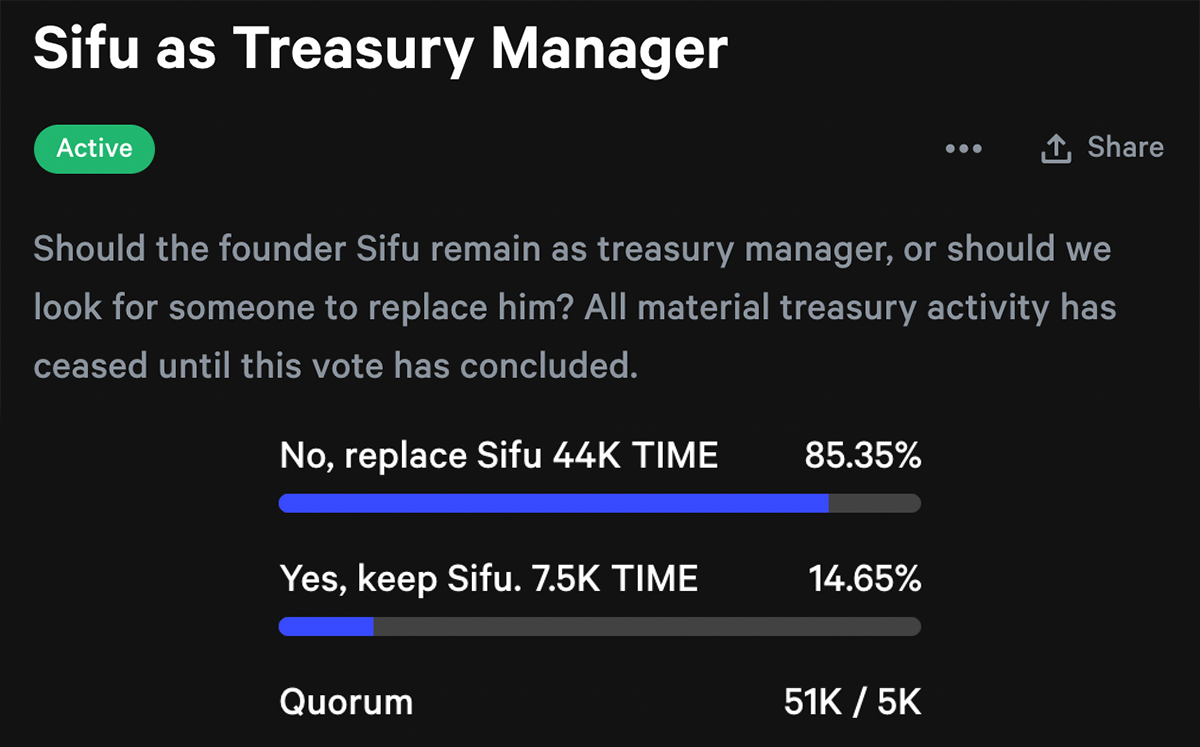 Sifu as Treasury Manager
Active
••• Share
Should the founder Sifu remain as treasury manager, or should we
look for someone to replace him? All material treasury activity has
ceased until this vote has concluded.
No, replace Sifu 44K TIME 85.35%
Yes, keep Sifu. 7.5K TIME 14.65%
Quorum 51K / 5K